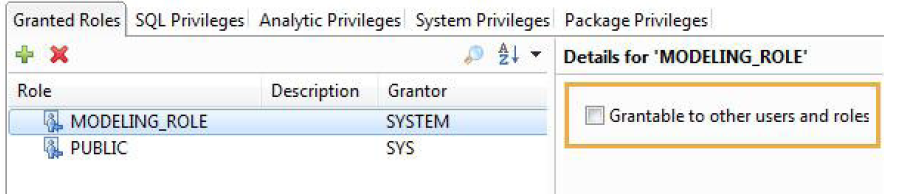 Granted Roles SQL Privileges Analytic Privileges System Privileges Package Privileges
Details for 'MODELING_ROLE'
Role Description Grantor
MODELING_ROLE SYSTEM
PUBLIC SYS
Grantable to other users and roles